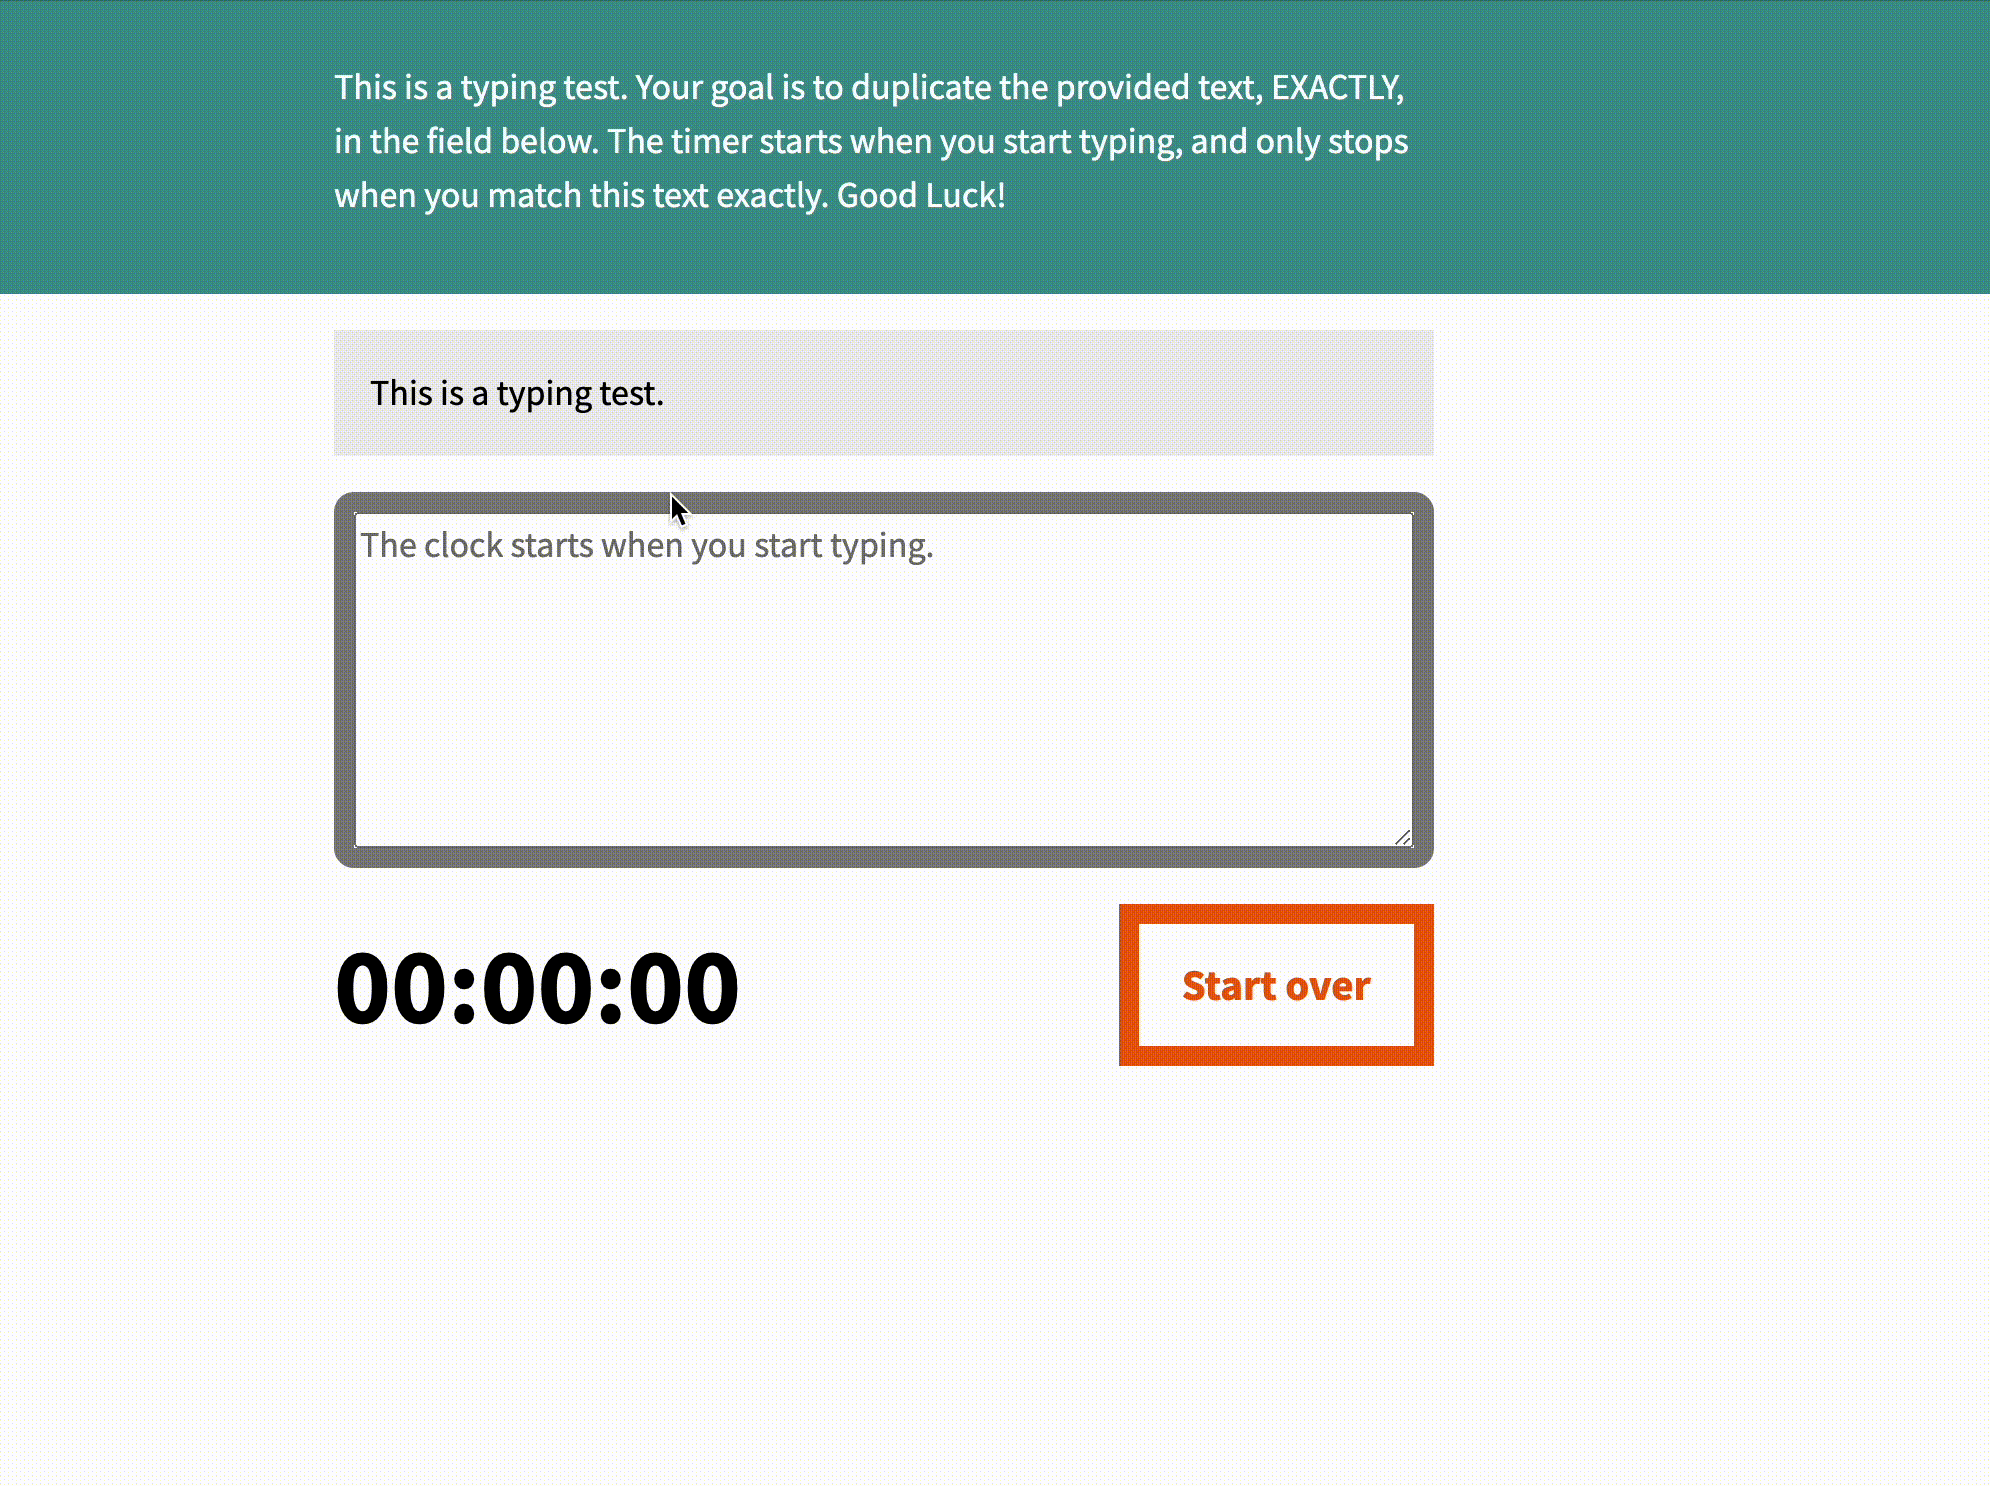 This is a typing test. Your goal is to duplicate the provided text, EXACTLY,
in the field below. The timer starts when you start typing, and only stops
when you match this text exactly. Good Luck!
This is a typing test.
The clock starts when you start typing.
00:00:00
Start over